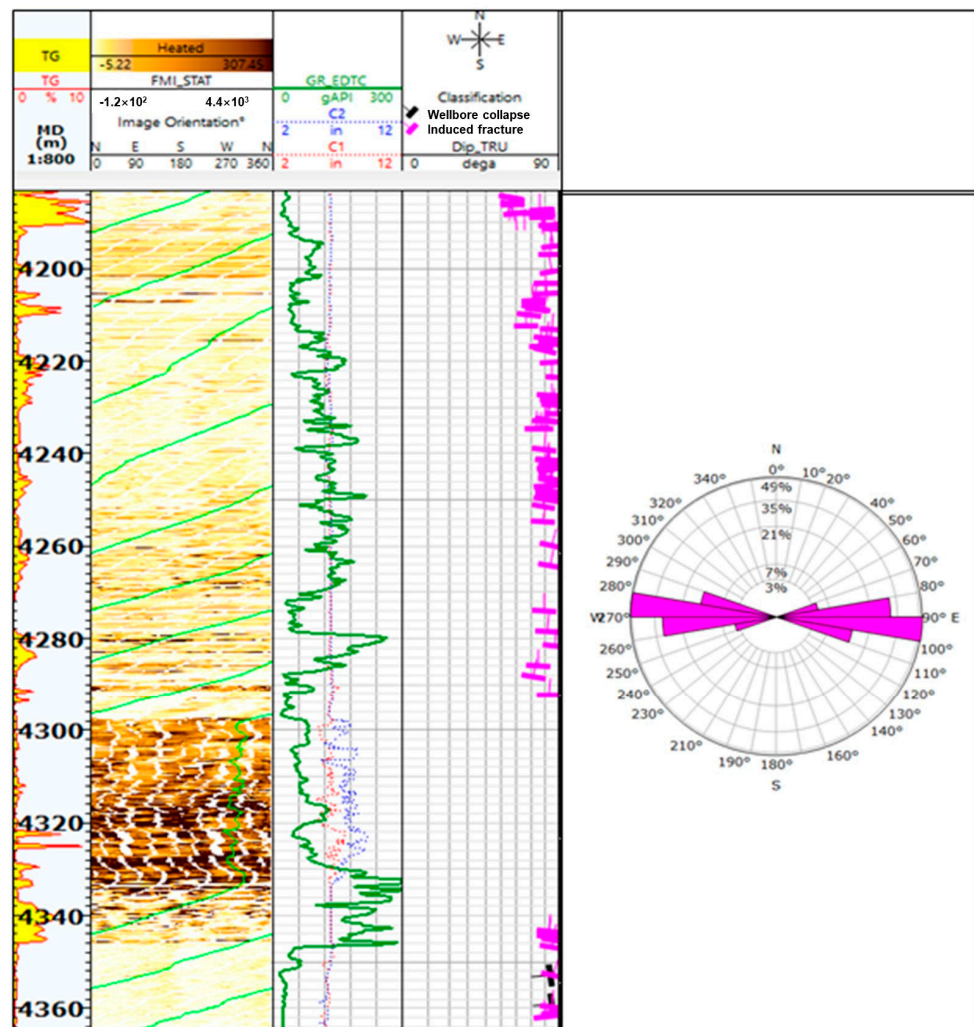 TG
TG
0 % 10
MD
(m)
1:800
Heated
-5.22 307.45
FMI_STAT
-1.2×10² 4.4×10³
Image Orientation°
N E S W N
0 90 180 270 360
GR_EDTC
0 gAPI 300
C2
2 in 12
C1
2 in 12
N
W E
S
Classification
Wellbore collapse
Induced fracture
Dip_TRU
0 dega 90
4200
4220
4240
4260
4280
4300
4320
4340
4360
N
0°
10°
20°
40°
50°
60°
70°
80°
90° E
100°
110°
120°
130°
140°
160°
180°
S
190°
210°
230°
240°
250°
260°
W270°
280°
290°
300°
310°
320°
340°
49%
35%
21%
7%
3%